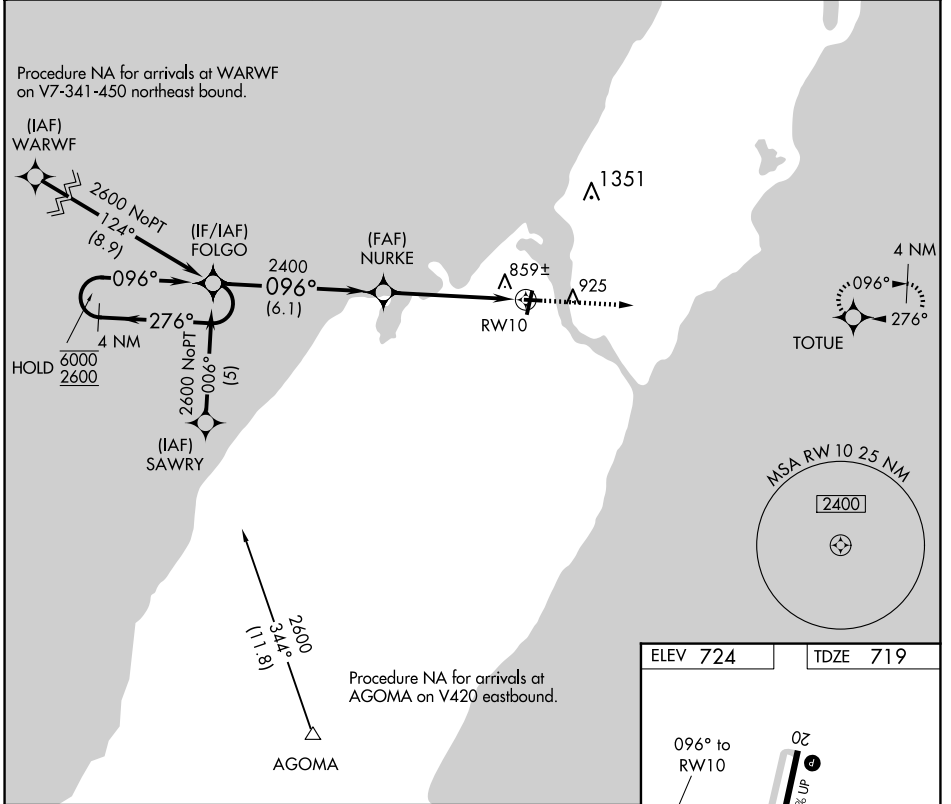 Procedure NA for arrivals at WARWF
on V7-341-450 northeast bound.
(IAF)
WARWF
2600 NoPT
124°
(8.9)
(IF/IAF)
FOLGO
096°
276°
4 NM
HOLD
6000
2600
2600 NoPT
006°
(5)
(IAF)
SAWRY
2400
096°
(6.1)
(FAF)
NURKE
859±
RW10
925
1351
4 NM
096°
276°
TOTUE
MSA RW 10 25 NM
2400
2600
344°
(11.8)
Procedure NA for arrivals at
AGOMA on V420 eastbound.
AGOMA
ELEV 724
TDZE 719
096° to
RW10
20
P
% UP